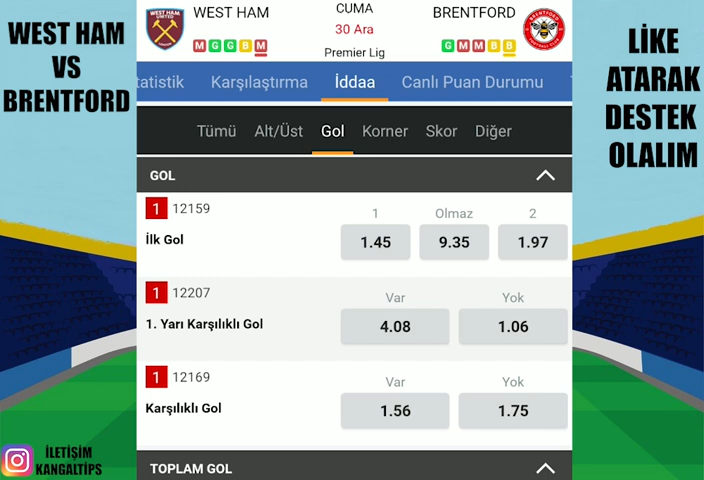 WEST HAM
VS
BRENTFORD
WEST HAM
CUMA
BRENTFORD
M G G B M
30 Ara
G M M B B
Premier Lig
LİKE
ATARAK
DESTEK
OLALIM
tatistik Karşılaştırma İddaa Canlı Puan Durumu
Tümü Alt/Üst Gol Korner Skor Diğer
GOL
1 12159
1 Olmaz 2
İlk Gol
1.45 9.35 1.97
1 12207
Var Yok
1. Yarı Karşılıklı Gol
4.08 1.06
1 12169
Var Yok
Karşılıklı Gol
1.56 1.75
TOPLAM GOL
İLETİŞİM
KANGALTİPS